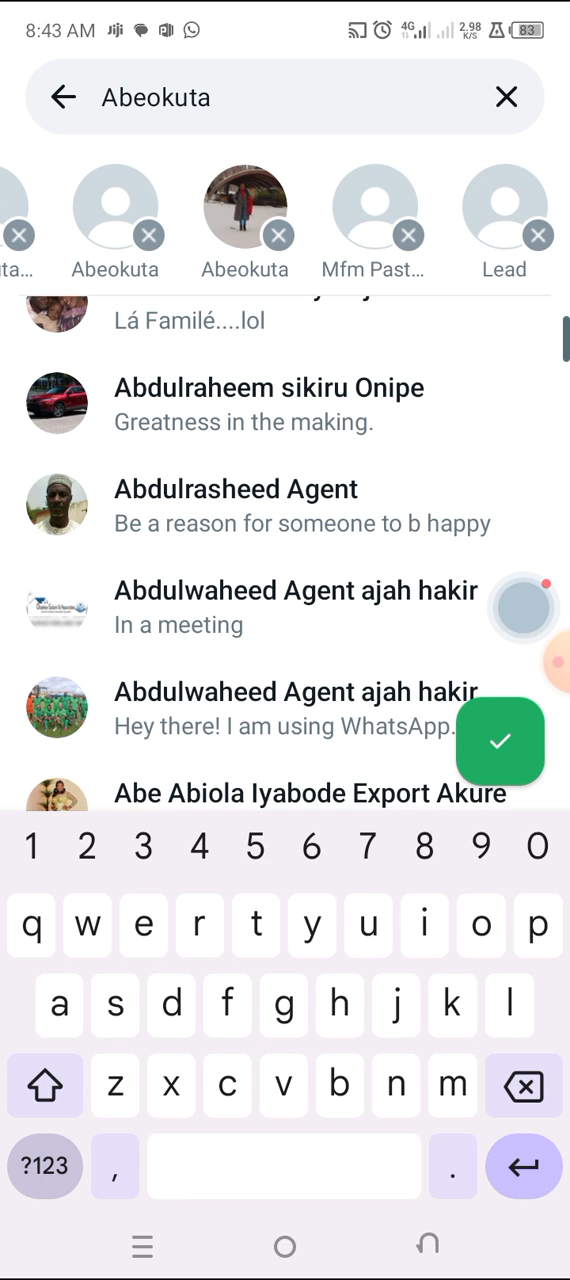 8:43 AM Jiji 4G 2.98 K/S 83
Abeokuta
ta... Abeokuta Abeokuta Mfm Past... Lead
Lá Familé....lol
Abdulraheem sikiru Onipe
Greatness in the making.
Abdulrasheed Agent
Be a reason for someone to b happy
Abdulwaheed Agent ajah hakir
In a meeting
Abdulwaheed Agent ajah hakir
Hey there! I am using WhatsApp.
Abe Abiola Iyabode Export Akure
1 2 3 4 5 6 7 8 9 0
q w e r t y u i o p
a s d f g h j k l
z x c v b n m
?123 , .